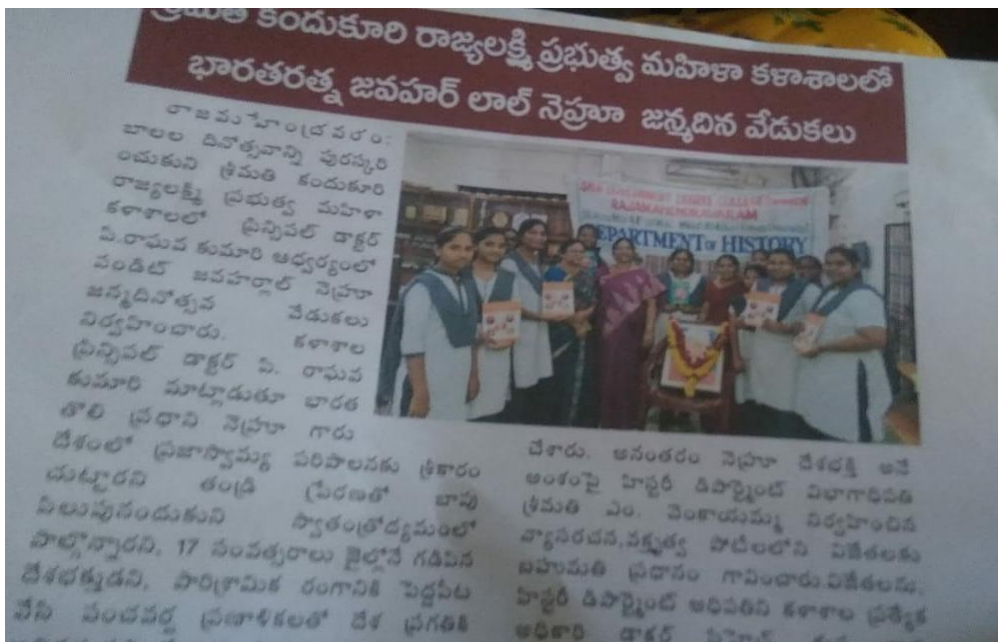 శ్రీమతి కందుకూరి రాజ్యలక్ష్మి ప్రభుత్వ మహిళా కళాశాలలో
భారతరత్న జవహర్ లాల్ నెహ్రూ జన్మదిన వేడుకలు
రాజమహేంద్రవరం:
బాలల దినోత్సవాన్ని పురస్కరి
ంచుకుని శ్రీమతి కందుకూరి
రాజ్యలక్ష్మి ప్రభుత్వ మహిళా
కళాశాలలో ప్రిన్సిపల్ డాక్టర్
పి.రాఘవ కుమారి ఆధ్వర్యంలో
పండిట్ జవహర్లాల్ నెహ్రూ
జన్మదినోత్సవ వేడుకలు
నిర్వహించారు. కళాశాల
ప్రిన్సిపల్ డాక్టర్ పి. రాఘవ
కుమారి మాట్లాడుతూ భారత
తొలి ప్రధాని నెహ్రూ గారు
దేశంలో ప్రజాస్వామ్య పరిపాలనకు శ్రీకారం
చుట్టారని తండ్రి ప్రేరణతో బాపు
పిలుపునందుకుని స్వాతంత్రోద్యమంలో
పాల్గొన్నారని, 17 సంవత్సరాలు జైల్లోనే గడిపిన
దేశభక్తుడని, పారిశ్రామిక రంగానికి పెద్దపీట
వేసి పంచవర్ష ప్రణాళికలతో దేశ ప్రగతికి
RAJAMAHENDRAVARAM
DEPARTMENT OF HISTORY
చేశారు. అనంతరం నెహ్రూ దేశభక్తి అనే
అంశంపై హిస్టరీ డిపార్ట్మెంట్ విభాగాధిపతి
శ్రీమతి ఎం. వెంకాయమ్మ నిర్వహించిన
వ్యాసరచన,వక్తృత్వ పోటీలలోని విజేతలకు
బహుమతి ప్రధానం గావించారు.విజేతలను,
హిస్టరీ డిపార్ట్మెంట్ అధిపతిని కళాశాల ప్రత్యేక
అధికారి డాక్టర్